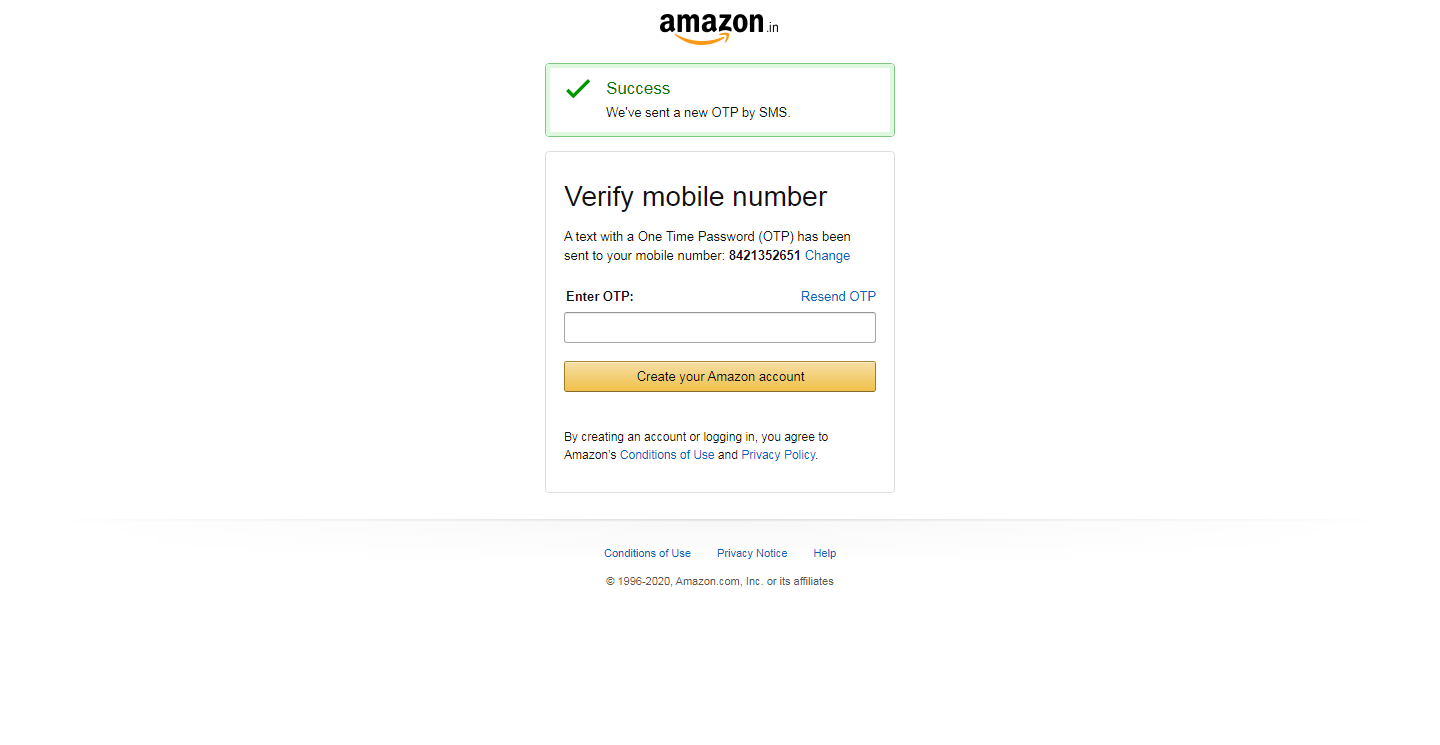 amazon.in
Success
We've sent a new OTP by SMS.
Verify mobile number
A text with a One Time Password (OTP) has been
sent to your mobile number: 8421352651 Change
Enter OTP: Resend OTP
Create your Amazon account
By creating an account or logging in, you agree to
Amazon's Conditions of Use and Privacy Policy.
Conditions of Use Privacy Notice Help
© 1996-2020, Amazon.com, Inc. or its affiliates